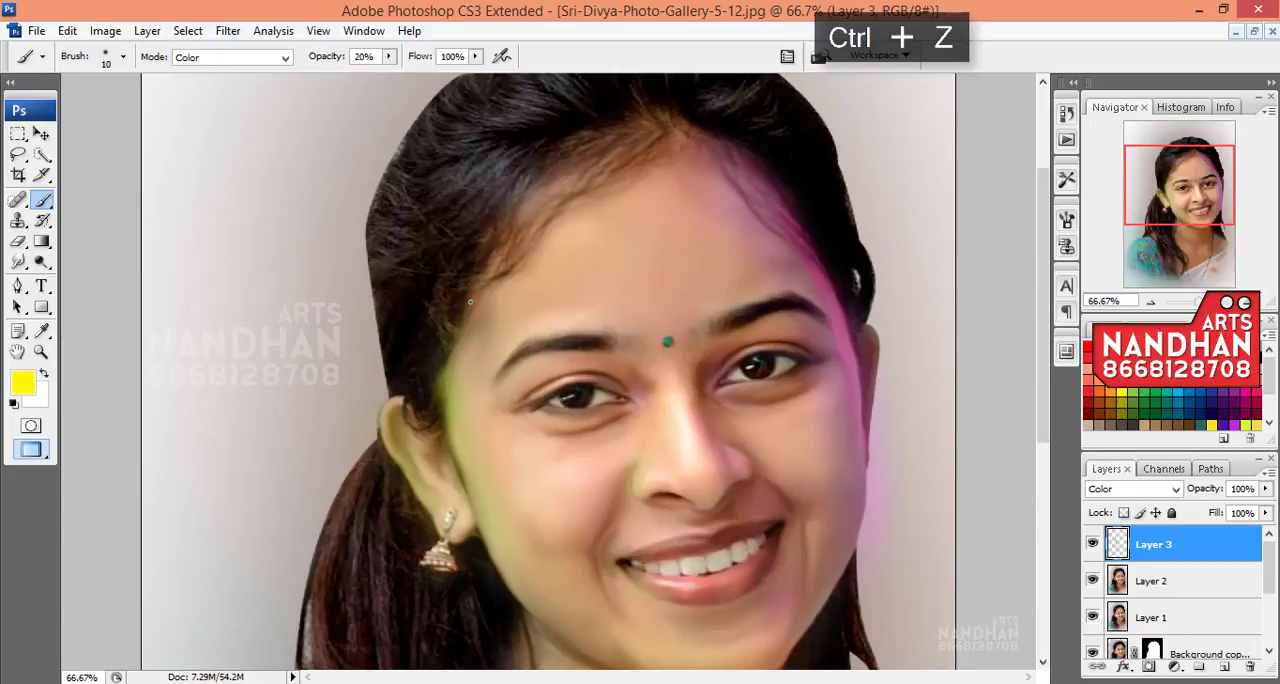 Adobe Photoshop CS3 Extended - [Sri-Divya-Photo-Gallery-5-12.jpg @ 66.7% (Layer 3, RGB/8#)]
Ctrl + Z
File Edit Image Layer Select Filter Analysis View Window Help
Brush: 10 Mode: Color Opacity: 20% Flow: 100% Workspace
Ps
Navigator Histogram Info
66.67%
ARTS
NANDHAN
8668128708
ARTS
NANDHAN
8668128708
Layers Channels Paths
Color Opacity: 100%
Lock: Fill: 100%
Layer 3
Layer 2
Layer 1
Background cop...
ARTS
NANDHAN
66.67% Doc: 7.29M/54.2M